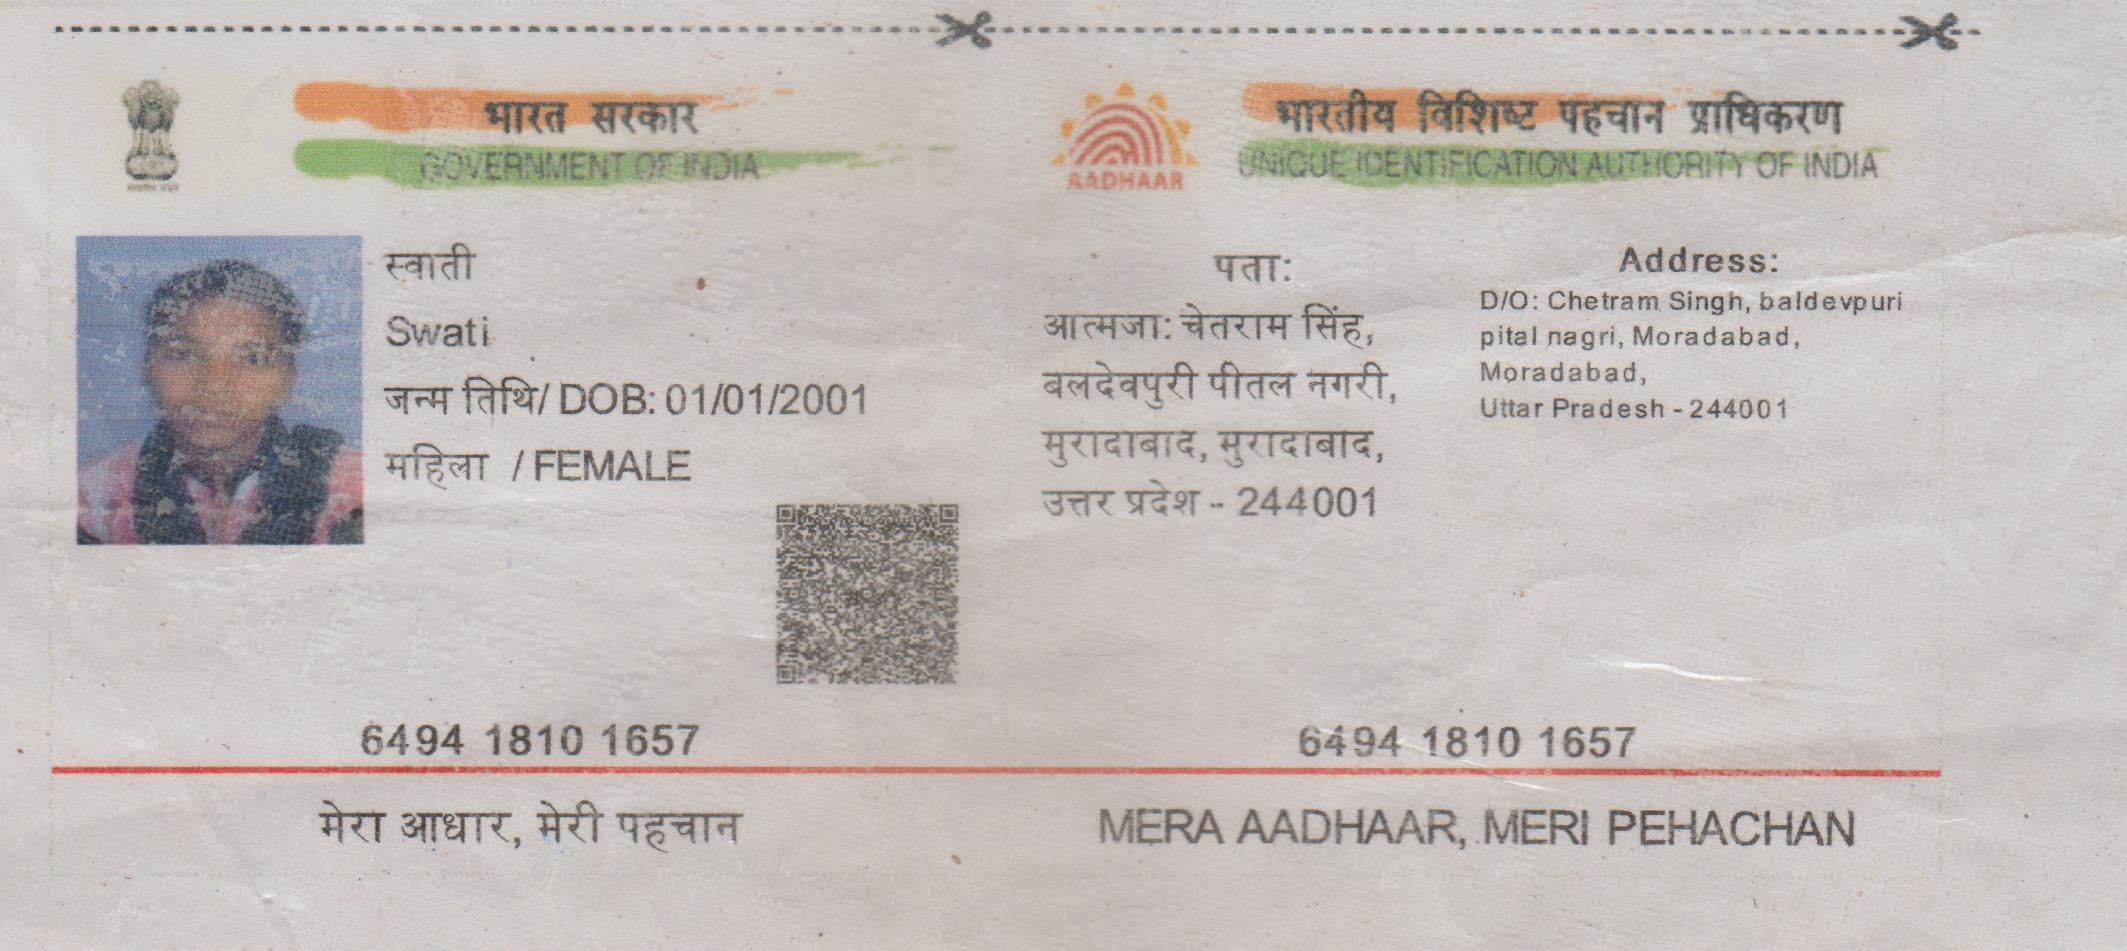 भारत सरकार
GOVERNMENT OF INDIA
स्वाती
Swati
जन्म तिथि/ DOB: 01/01/2001
महिला / FEMALE
6494 1810 1657
मेरा आधार, मेरी पहचान
भारतीय विशिष्ट पहचान प्राधिकरण
UNIQUE IDENTIFICATION AUTHORITY OF INDIA
AADHAAR
पता:
आत्मजा: चेतराम सिंह,
बलदेवपुरी पीतल नगरी,
मुरादाबाद, मुरादाबाद,
उत्तर प्रदेश - 244001
Address:
D/O: Chetram Singh, baldevpuri
pital nagri, Moradabad,
Moradabad,
Uttar Pradesh - 244001
6494 1810 1657
MERA AADHAAR, MERI PEHACHAN